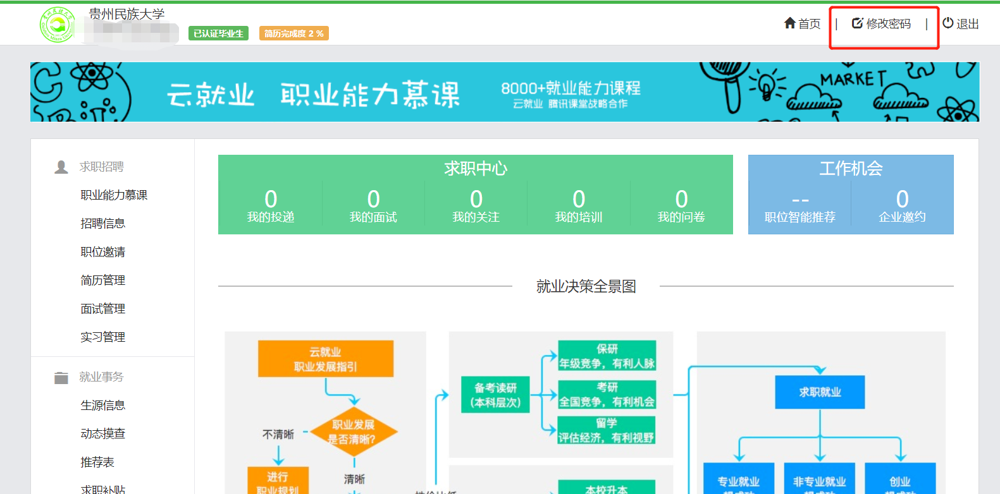 贵州民族大学
已认证毕业生
简历完成度 2 %
首页
|
修改密码
|
退出
云就业 职业能力慕课
8000+就业能力课程
云就业 腾讯课堂战略合作
MARKET
求职招聘
职业能力慕课
招聘信息
职位邀请
简历管理
面试管理
实习管理
就业事务
生源信息
动态摸查
推荐表
求职补贴
求职中心
0
我的投递
0
我的面试
0
我的关注
0
我的培训
0
我的问卷
工作机会
--
职位智能推荐
0
企业邀约
就业决策全景图
云就业
职业发展指引
职业发展
是否清晰?
不清晰
清晰
进行
职业规划
备考读研
(本科层次)
保研
年级竞争，有利人脉
考研
全国竞争，有利机会
留学
评估经济，有利视野
本校升本
求职就业
专业就业
非专业就业
创业